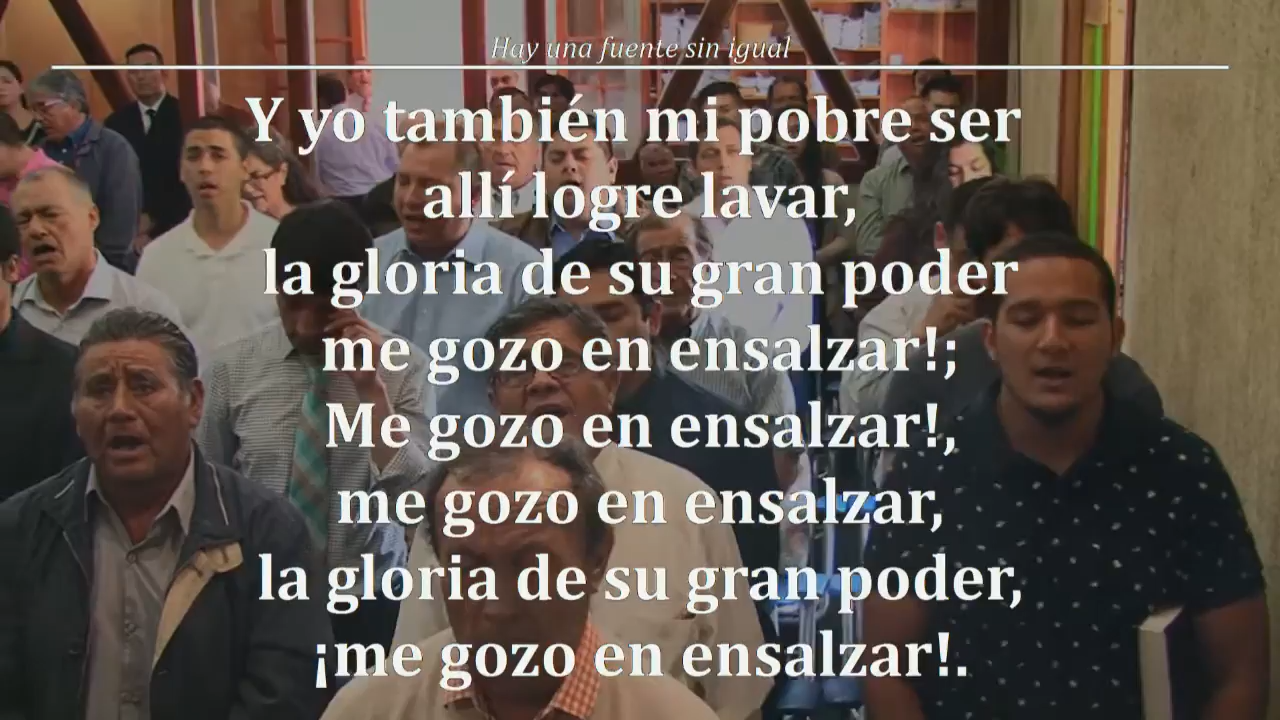 Hay una fuente sin igual
Y yo también mi pobre ser
allí logre lavar,
la gloria de su gran poder
me gozo en ensalzar!;
Me gozo en ensalzar!,
me gozo en ensalzar,
la gloria de su gran poder,
¡me gozo en ensalzar!.